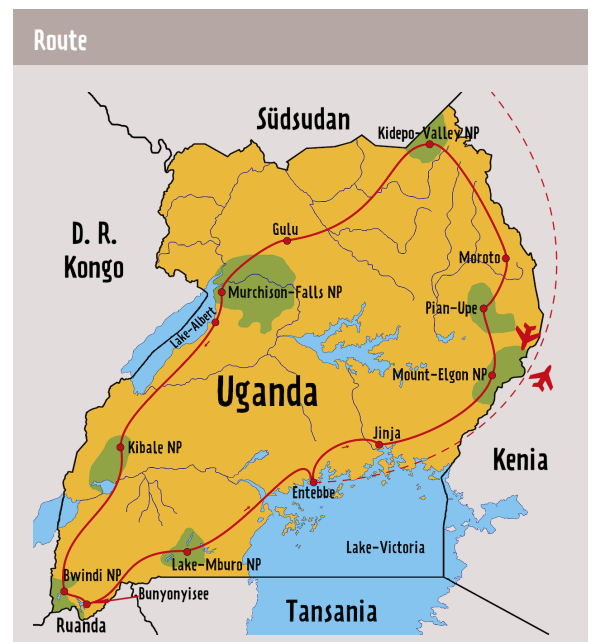 Route
Südsudan
Kidepo-Valley NP
D. R.
Kongo
Gulu
Moroto
Murchison-Falls NP
Pian-Upe
Lake-Albert
Mount-Elgon NP
Uganda
Jinja
Kibale NP
Kenia
Entebbe
Lake-Victoria
Lake-Mburo NP
Bwindi NP
Bunyonyisee
Ruanda
Tansania